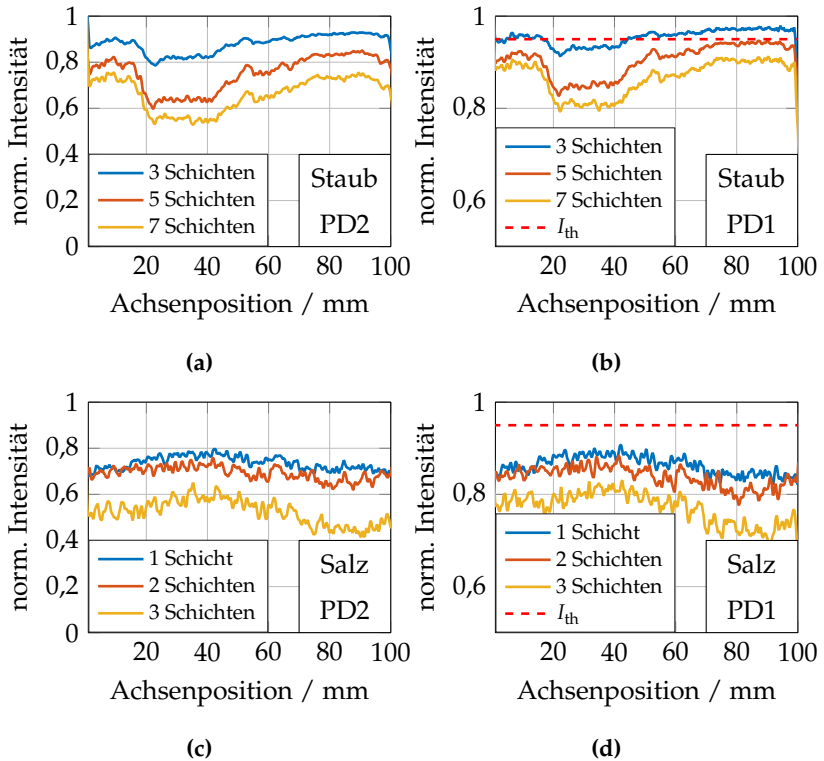 1
0,8
0,6
0,4
0,2
0
norm. Intensität
3 Schichten
5 Schichten
7 Schichten
Staub
PD2
20 40 60 80 100
Achsenposition / mm
(a)
1
0,8
0,6
norm. Intensität
3 Schichten
5 Schichten
7 Schichten
Ith
Staub
PD1
20 40 60 80 100
Achsenposition / mm
(b)
1
0,8
0,6
0,4
0,2
0
norm. Intensität
1 Schicht
2 Schichten
3 Schichten
Salz
PD2
20 40 60 80 100
Achsenposition / mm
(c)
1
0,8
0,6
norm. Intensität
1 Schicht
2 Schichten
3 Schichten
Ith
Salz
PD1
20 40 60 80 100
Achsenposition / mm
(d)